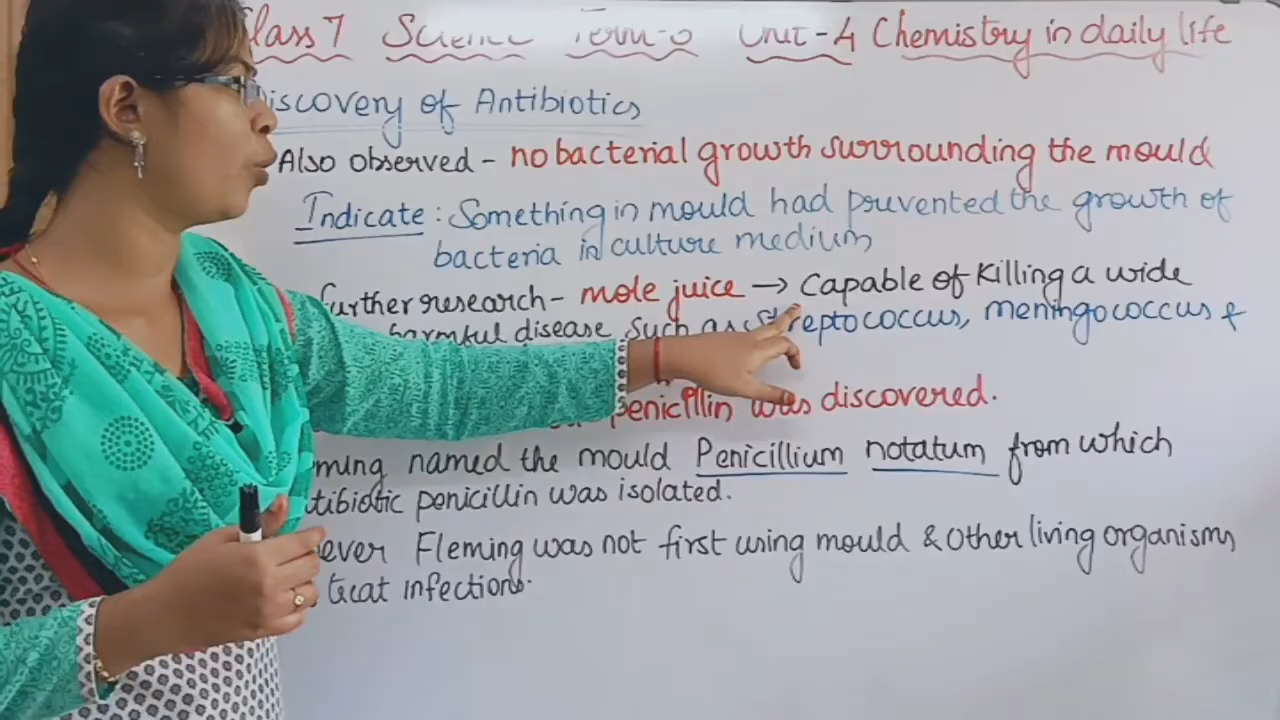 Class 7 Science Term-3 Unit-4 Chemistry in daily life
Discovery of Antibiotics
Also observed - no bacterial growth surrounding the mould
Indicate : Something in mould had prevented the growth of
bacteria in culture medium
further research - mole juice → Capable of killing a wide
harmful disease such as Streptococcus, meningococcus &
penicillin was discovered.
ming named the mould Penicillium notatum from which
tibiotic penicillin was isolated.
ever Fleming was not first using mould & other living organisms
treat infections.